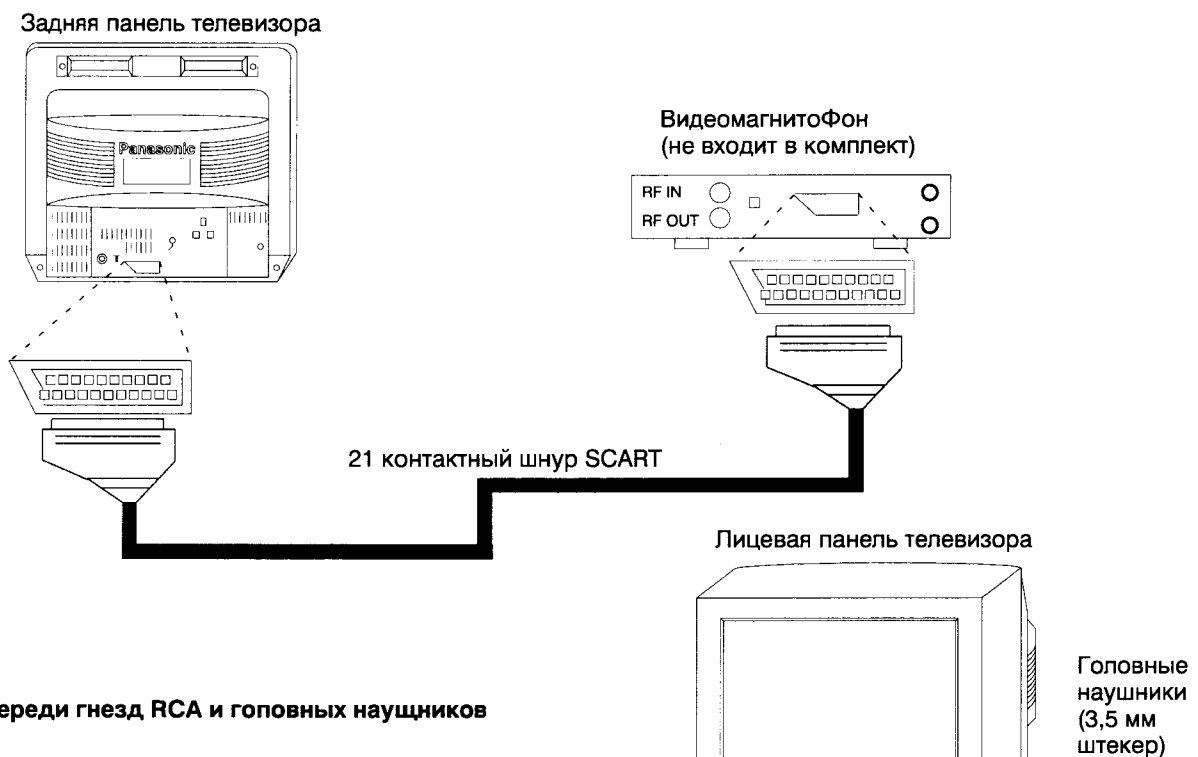 Задняя панель телевизора
Panasonic
ВидеомагнитоФон
(не входит в комплект)
RF IN
RF OUT
21 контактный шнур SCART
Лицевая панель телевизора
Головные
наушники
(3,5 мм
штекер)
ереди гнезд RCA и гоповных наущников